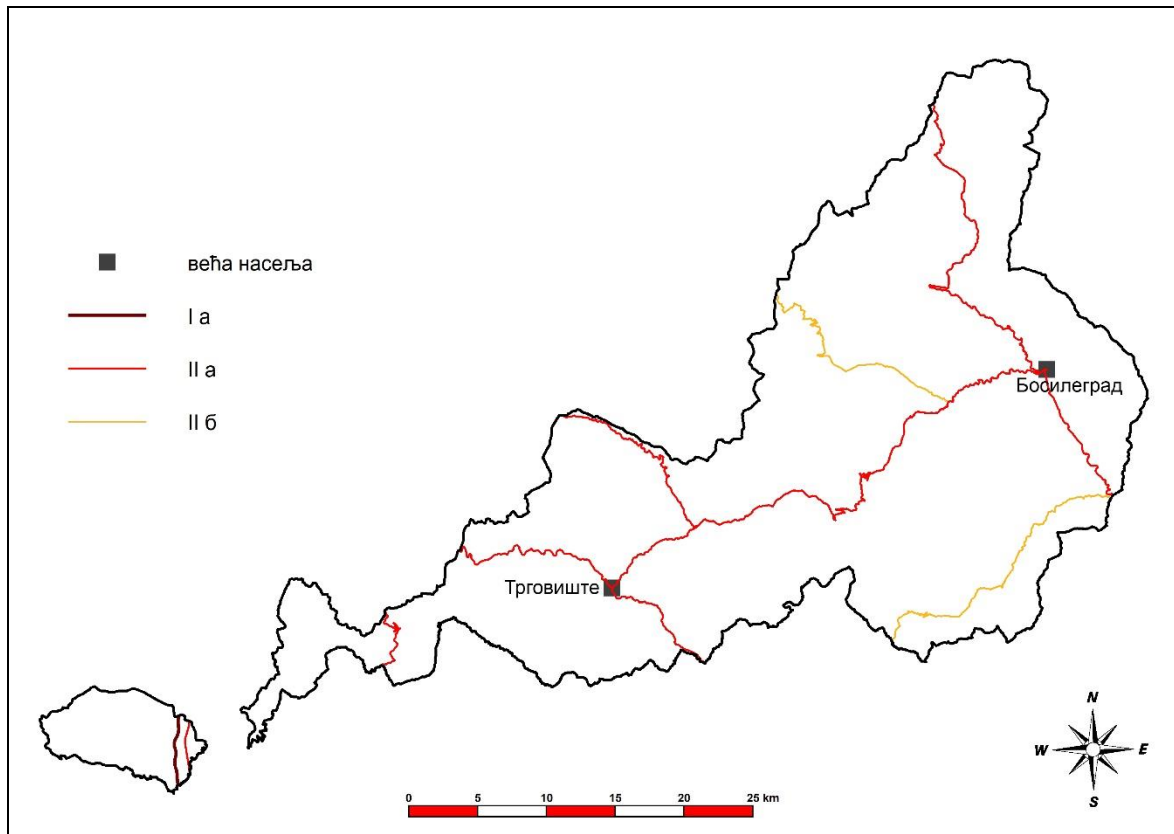 већа насеља
I а
II а
II б
Босилеград
Трговиште
N
W E
S
0 5 10 15 20 25 km